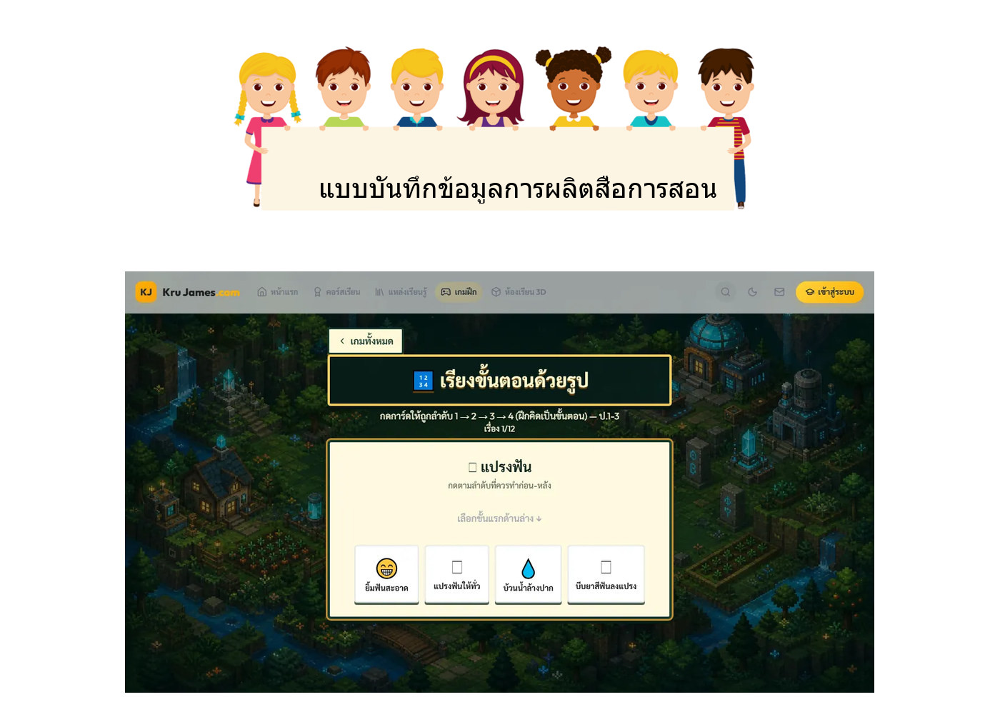 แบบบันทึกข้อมูลการผลิตสื่อการสอน
KJ Kru James.com หน้าแรก คอร์สเรียน แหล่งเรียนรู้ เกมฝึก ห้องเรียน 3D เข้าสู่ระบบ
เกมทั้งหมด
1 2
3 4
เรียงขั้นตอนด้วยรูป
กดการ์ดให้ถูกลำดับ 1 → 2 → 3 → 4 (ฝึกคิดเป็นขั้นตอน) — ป.1-3
เรื่อง 1/12
แปรงฟัน
กดตามลำดับที่ควรทำก่อน-หลัง
เลือกขั้นแรกด้านล่าง ↓
ยิ้มฟันสะอาด แปรงฟันให้ทั่ว บ้วนน้ำล้างปาก บีบยาสีฟันลงแปรง